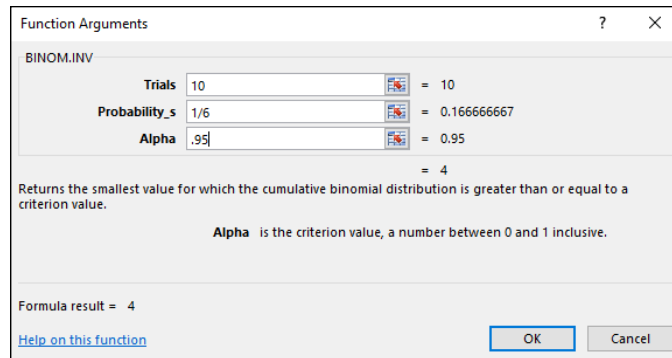 Function Arguments ? ×
BINOM.INV
Trials 10 = 10
Probability_s 1/6 = 0.166666667
Alpha .95 = 0.95
= 4
Returns the smallest value for which the cumulative binomial distribution is greater than or equal to a
criterion value.
Alpha is the criterion value, a number between 0 and 1 inclusive.
Formula result = 4
Help on this function OK Cancel